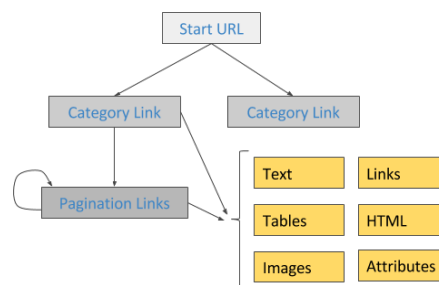 Start URL
Category Link
Category Link
Pagination Links
Text
Links
Tables
HTML
Images
Attributes